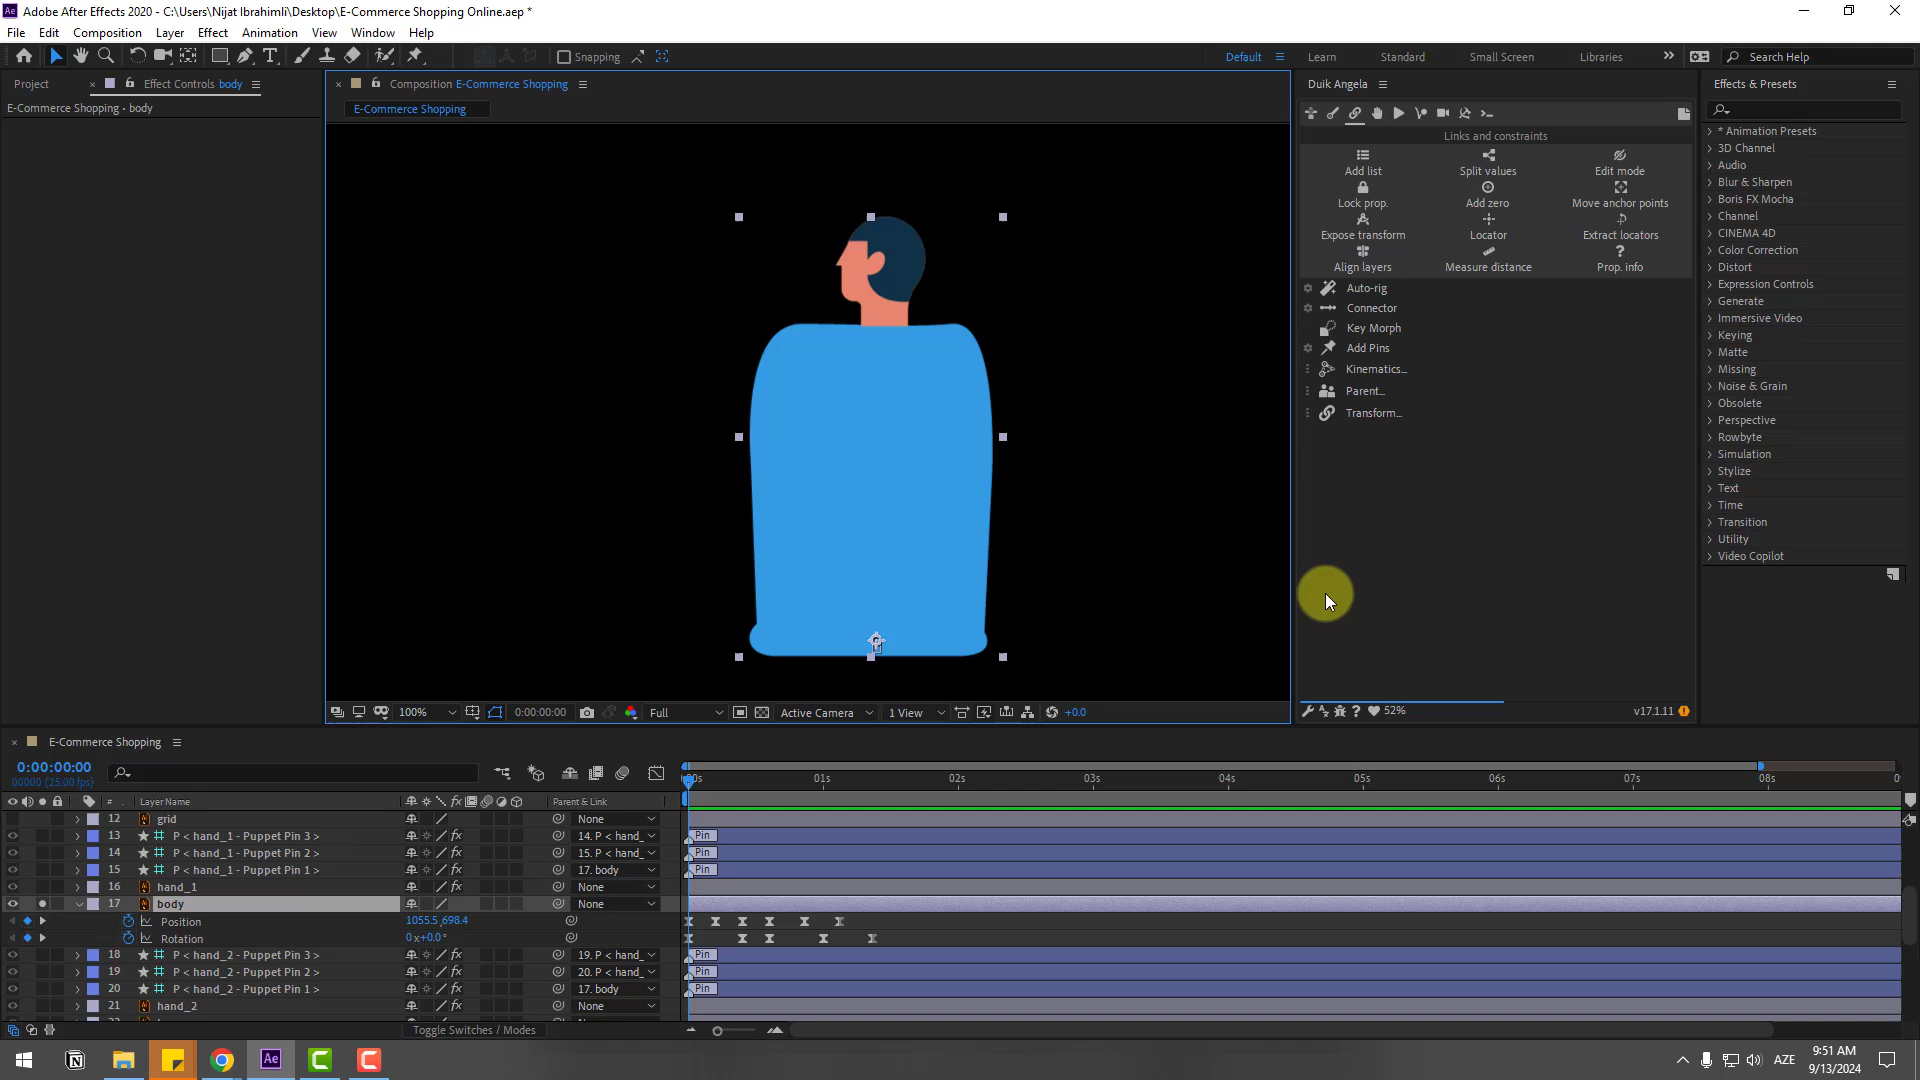 Adobe After Effects 2020 - C:\Users\Nijat Ibrahimli\Desktop\E-Commerce Shopping Online.aep *
File Edit Composition Layer Effect Animation View Window Help
Snapping Default Learn Standard Small Screen Libraries Search Help
Project Effect Controls body
E-Commerce Shopping • body
Composition E-Commerce Shopping
E-Commerce Shopping
100% 0:00:00:00 Full Active Camera 1 View +0.0
Duik Angela
Links and constraints
Add list Split values Edit mode
Lock prop. Add zero Move anchor points
Expose transform Locator Extract locators
Align layers Measure distance Prop. info
Auto-rig
Connector
Key Morph
Add Pins
Kinematics...
Parent...
Transform...
52% v17.1.11
Effects & Presets
* Animation Presets
3D Channel
Audio
Blur & Sharpen
Boris FX Mocha
Channel
CINEMA 4D
Color Correction
Distort
Expression Controls
Generate
Immersive Video
Keying
Matte
Missing
Noise & Grain
Obsolete
Perspective
Rowbyte
Simulation
Stylize
Text
Time
Transition
Utility
Video Copilot
E-Commerce Shopping
0:00:00:00
00000 (25.00 fps)
01s 02s 03s 04s 05s 06s 07s 08s
# Layer Name Parent & Link
12 grid None
13 P < hand_1 - Puppet Pin 3 > 14. P < hand_ Pin
14 P < hand_1 - Puppet Pin 2 > 15. P < hand_ Pin
15 P < hand_1 - Puppet Pin 1 > 17. body Pin
16 hand_1 None
17 body None
Position 1055.5,698.4
Rotation 0x+0.0°
18 P < hand_2 - Puppet Pin 3 > 19. P < hand_ Pin
19 P < hand_2 - Puppet Pin 2 > 20. P < hand_ Pin
20 P < hand_2 - Puppet Pin 1 > 17. body Pin
21 hand_2 None
Toggle Switches / Modes
AZE
9:51 AM
9/13/2024